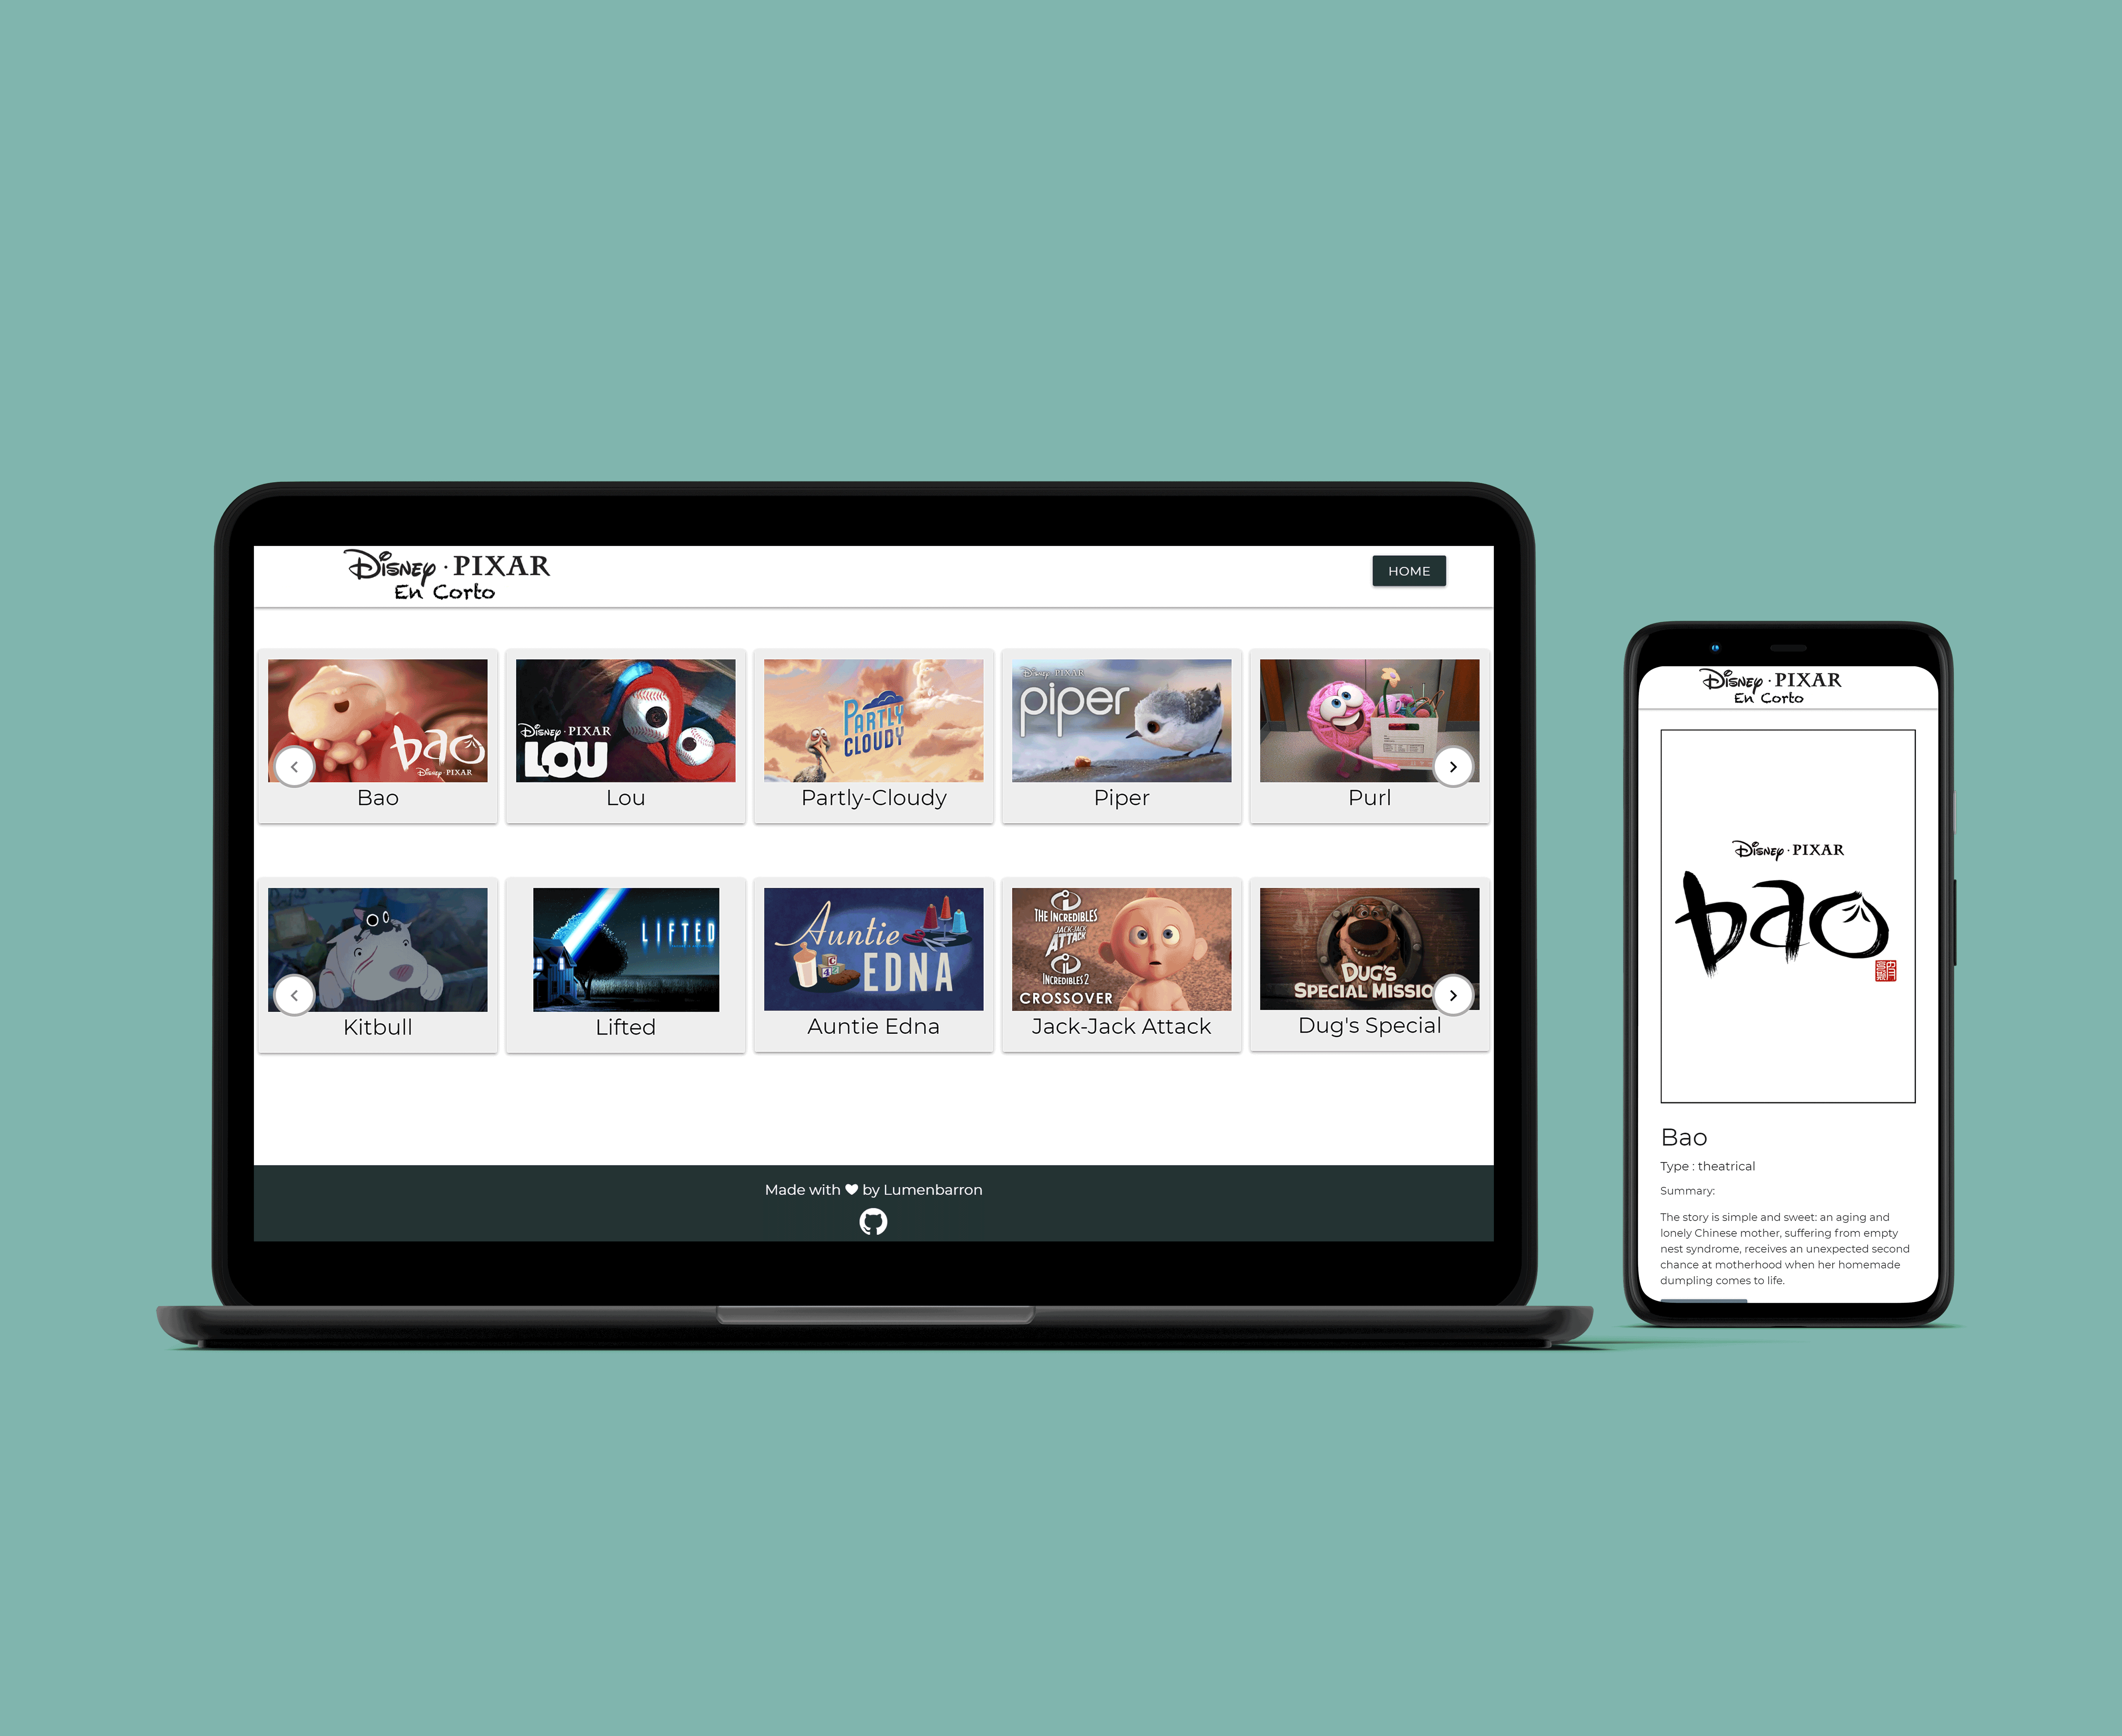 Disney · PIXAR
En Corto
HOME
bao
Disney · PIXAR
Bao
Disney · PIXAR
LOU
Lou
PARTLY
CLOUDY
Partly-Cloudy
Disney · PIXAR
piper
Piper
Purl
Kitbull
LIFTED
Lifted
Auntie
EDNA
Auntie Edna
THE INCREDIBLES
JACK-JACK
ATTACK
INCREDIBLES 2
CROSSOVER
Jack-Jack Attack
DUG'S
SPECIAL MISSIO
Dug's Special
Made with ♥ by Lumenbarron
Disney · PIXAR
En Corto
Disney · PIXAR
bao
Bao
Type : theatrical
Summary:
The story is simple and sweet: an aging and
lonely Chinese mother, suffering from empty
nest syndrome, receives an unexpected second
chance at motherhood when her homemade
dumpling comes to life.